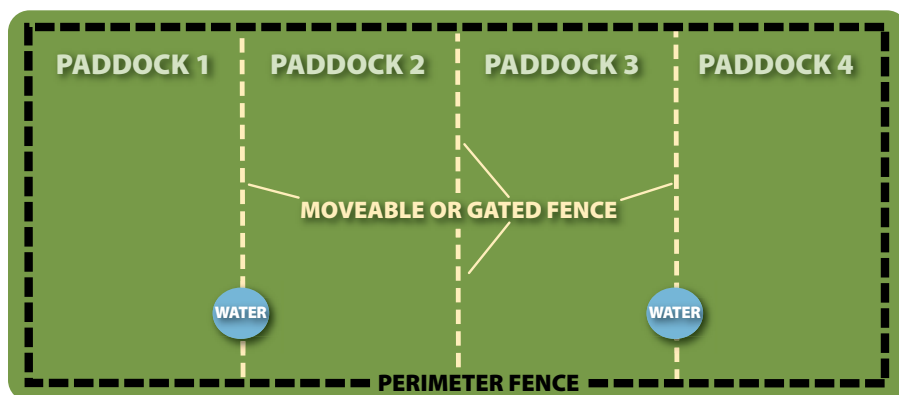 PADDOCK 1
PADDOCK 2
PADDOCK 3
PADDOCK 4
MOVEABLE OR GATED FENCE
WATER
WATER
PERIMETER FENCE